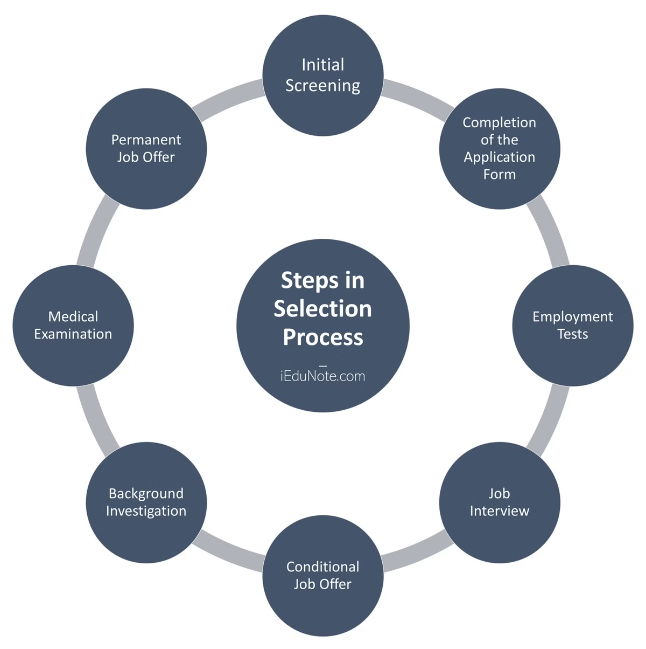 Initial
Screening
Completion
of the
Application
Form
Employment
Tests
Job
Interview
Conditional
Job Offer
Background
Investigation
Medical
Examination
Permanent
Job Offer
Steps in
Selection
Process
iEduNote.com